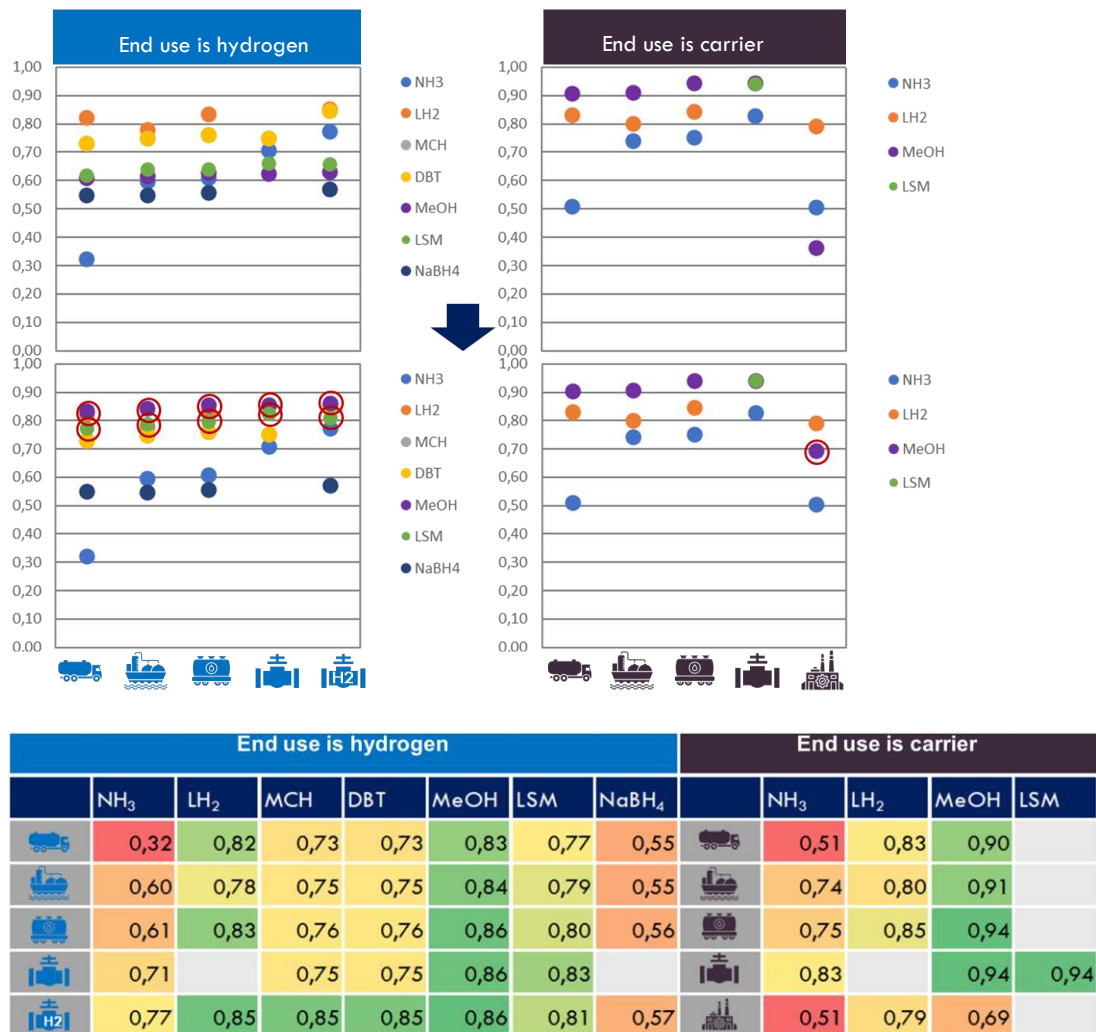 End use is hydrogen
1,00
0,90
0,80
0,70
0,60
0,50
0,40
0,30
0,20
0,10
0,00
NH3
LH2
MCH
DBT
MeOH
LSM
NaBH4
End use is carrier
1,00
0,90
0,80
0,70
0,60
0,50
0,40
0,30
0,20
0,10
0,00
NH3
LH2
MeOH
LSM
1,00
0,90
0,80
0,70
0,60
0,50
0,40
0,30
0,20
0,10
0,00
NH3
LH2
MCH
DBT
MeOH
LSM
NaBH4
H2
1,00
0,90
0,80
0,70
0,60
0,50
0,40
0,30
0,20
0,10
0,00
NH3
LH2
MeOH
LSM
End use is hydrogen End use is carrier
NH₃ LH₂ MCH DBT MeOH LSM NaBH₄ NH₃ LH₂ MeOH LSM
0,32 0,82 0,73 0,73 0,83 0,77 0,55 0,51 0,83 0,90
0,60 0,78 0,75 0,75 0,84 0,79 0,55 0,74 0,80 0,91
0,61 0,83 0,76 0,76 0,86 0,80 0,56 0,75 0,85 0,94
0,71 0,75 0,75 0,86 0,83 0,83 0,94 0,94
H2 0,77 0,85 0,85 0,85 0,86 0,81 0,57 0,51 0,79 0,69